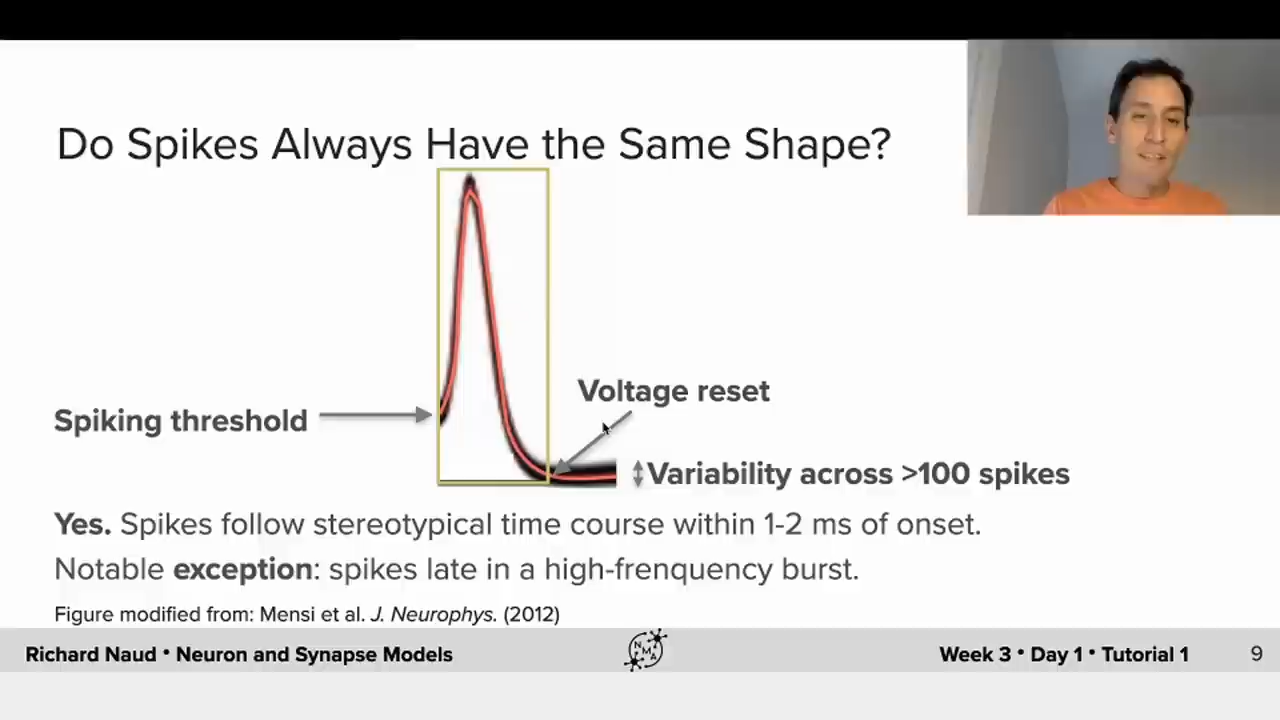 Do Spikes Always Have the Same Shape?
Voltage reset
Spiking threshold
Variability across >100 spikes
Yes. Spikes follow stereotypical time course within 1-2 ms of onset.
Notable exception: spikes late in a high-frenquency burst.
Figure modified from: Mensi et al. J. Neurophys. (2012)
Richard Naud • Neuron and Synapse Models
NMA
Week 3 • Day 1 • Tutorial 1
9